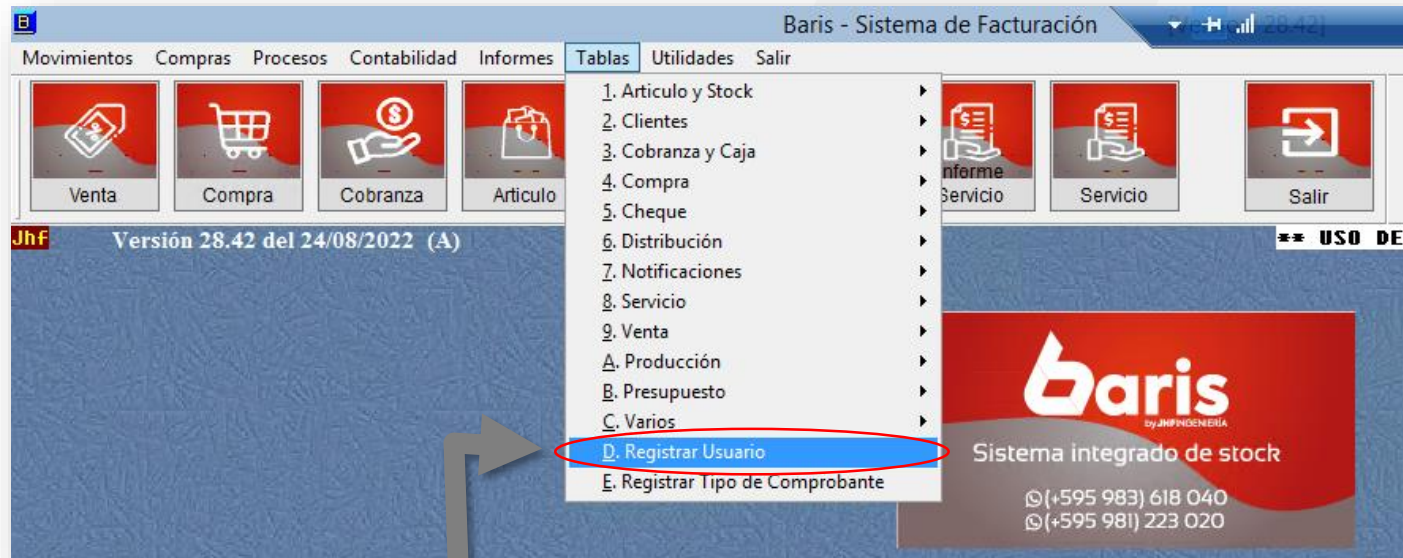 B
Baris - Sistema de Facturación
28.42]
Movimientos Compras Procesos Contabilidad Informes Tablas Utilidades Salir
Venta
Compra
Cobranza
Articulo
Servicio
Servicio
Salir
1. Articulo y Stock
2. Clientes
3. Cobranza y Caja
4. Compra
5. Cheque
6. Distribución
7. Notificaciones
8. Servicio
9. Venta
A. Producción
B. Presupuesto
C. Varios
D. Registrar Usuario
E. Registrar Tipo de Comprobante
Jhf Versión 28.42 del 24/08/2022 (A)
** USO DE
baris
by JHF INGENIERÍA
Sistema integrado de stock
(+595 983) 618 040
(+595 981) 223 020